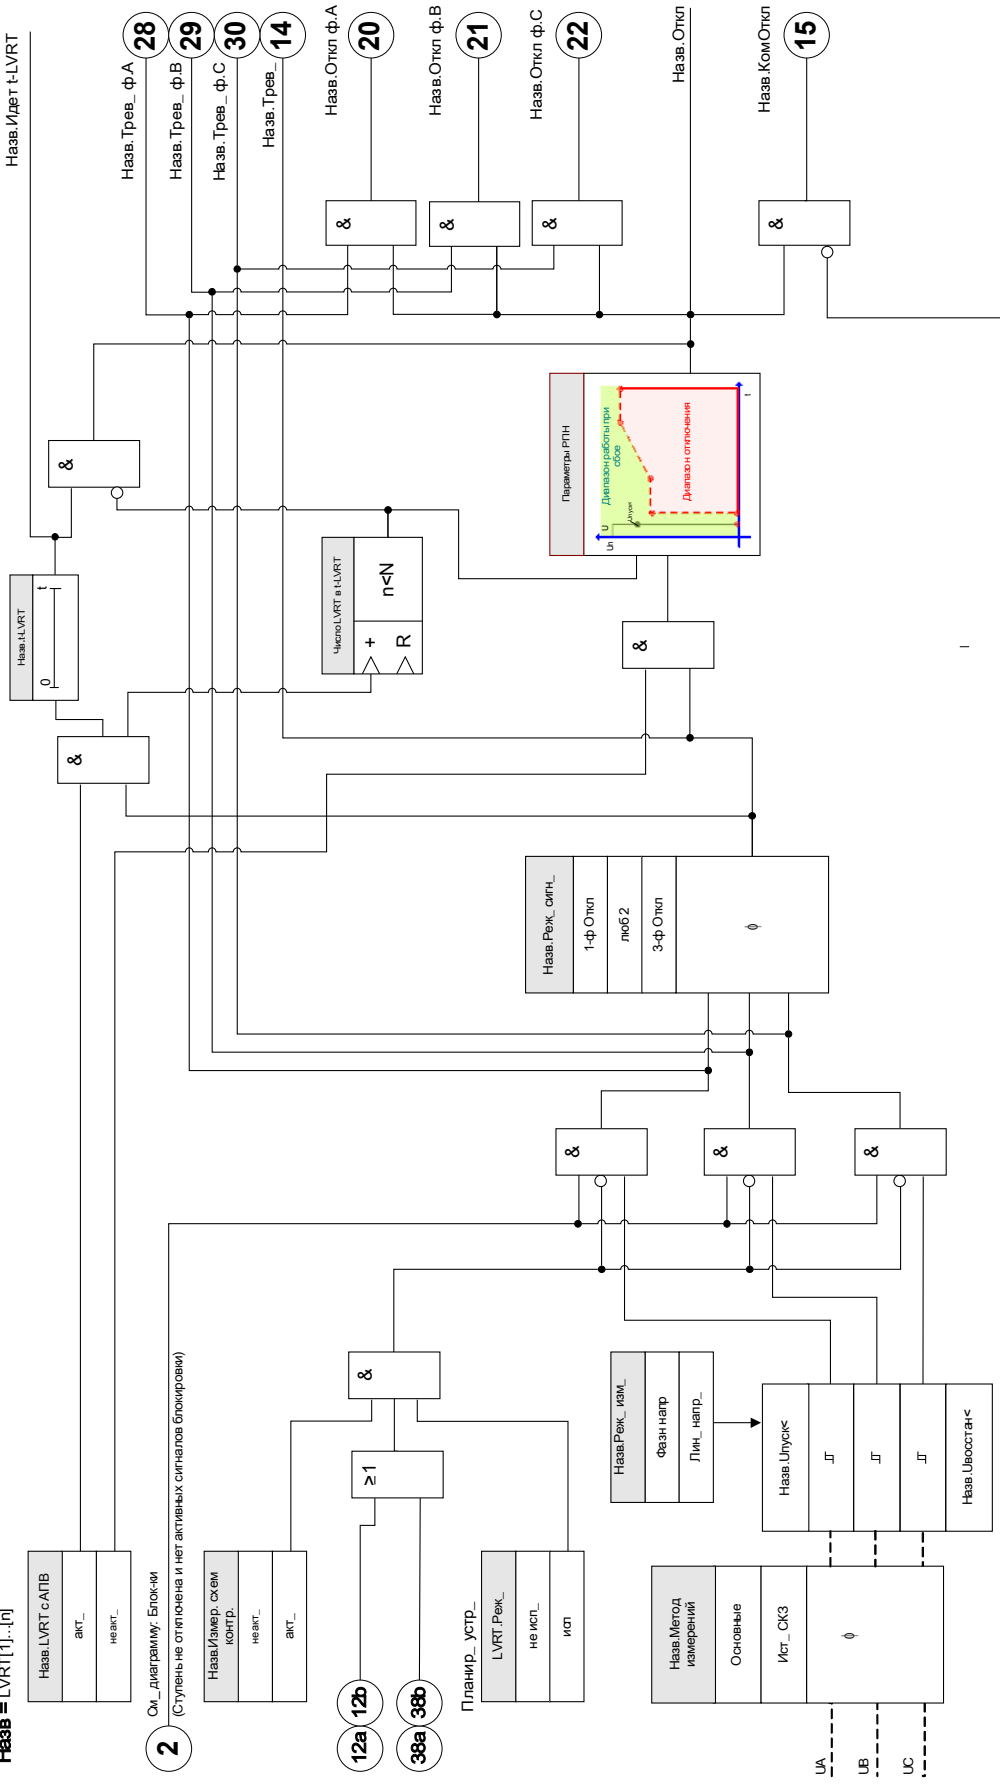 Назв = LVRT[1]...[n]
Назв.LVRT с АПВ
акт_
неакт_
2
См_ диаграмму: Блок-ки
(Ступень не отключена и нет активных сигналов блокировки)
Назв.Измер. схем
контр.
неакт_
акт_
12a
12b
38a
38b
≥1
&
Планир_ устр_
LVRT.Реж_
не исп_
исп
Назв.Метод
измерений
Основные
Ист_ СКЗ
ϕ
UA
UB
UC
Назв.Реж_ изм_
Фазн напр
Лин_ напр_
Назв.Uпуск<
Назв.Uвосстан<
&
&
&
Назв.Реж_ сигн_
1-ф Откл
люб 2
3-ф Откл
ϕ
&
Назв.t-LVRT
0
t
&
Число LVRT в t-LVRT
+
R
n<N
&
Параметры РПН
Un
U
Uпуск
Диапазон работы при
сбое
Диапазон отключения
t
&
&
&
&
Назв.Идет t-LVRT
Назв.Трев_ ф.A
28
Назв.Трев_ ф.B
29
Назв.Трев_ ф.C
30
Назв.Трев_
14
Назв.Откл ф.A
20
Назв.Откл ф.B
21
Назв.Откл ф.C
22
Назв.Откл
Назв.КомОткл
15